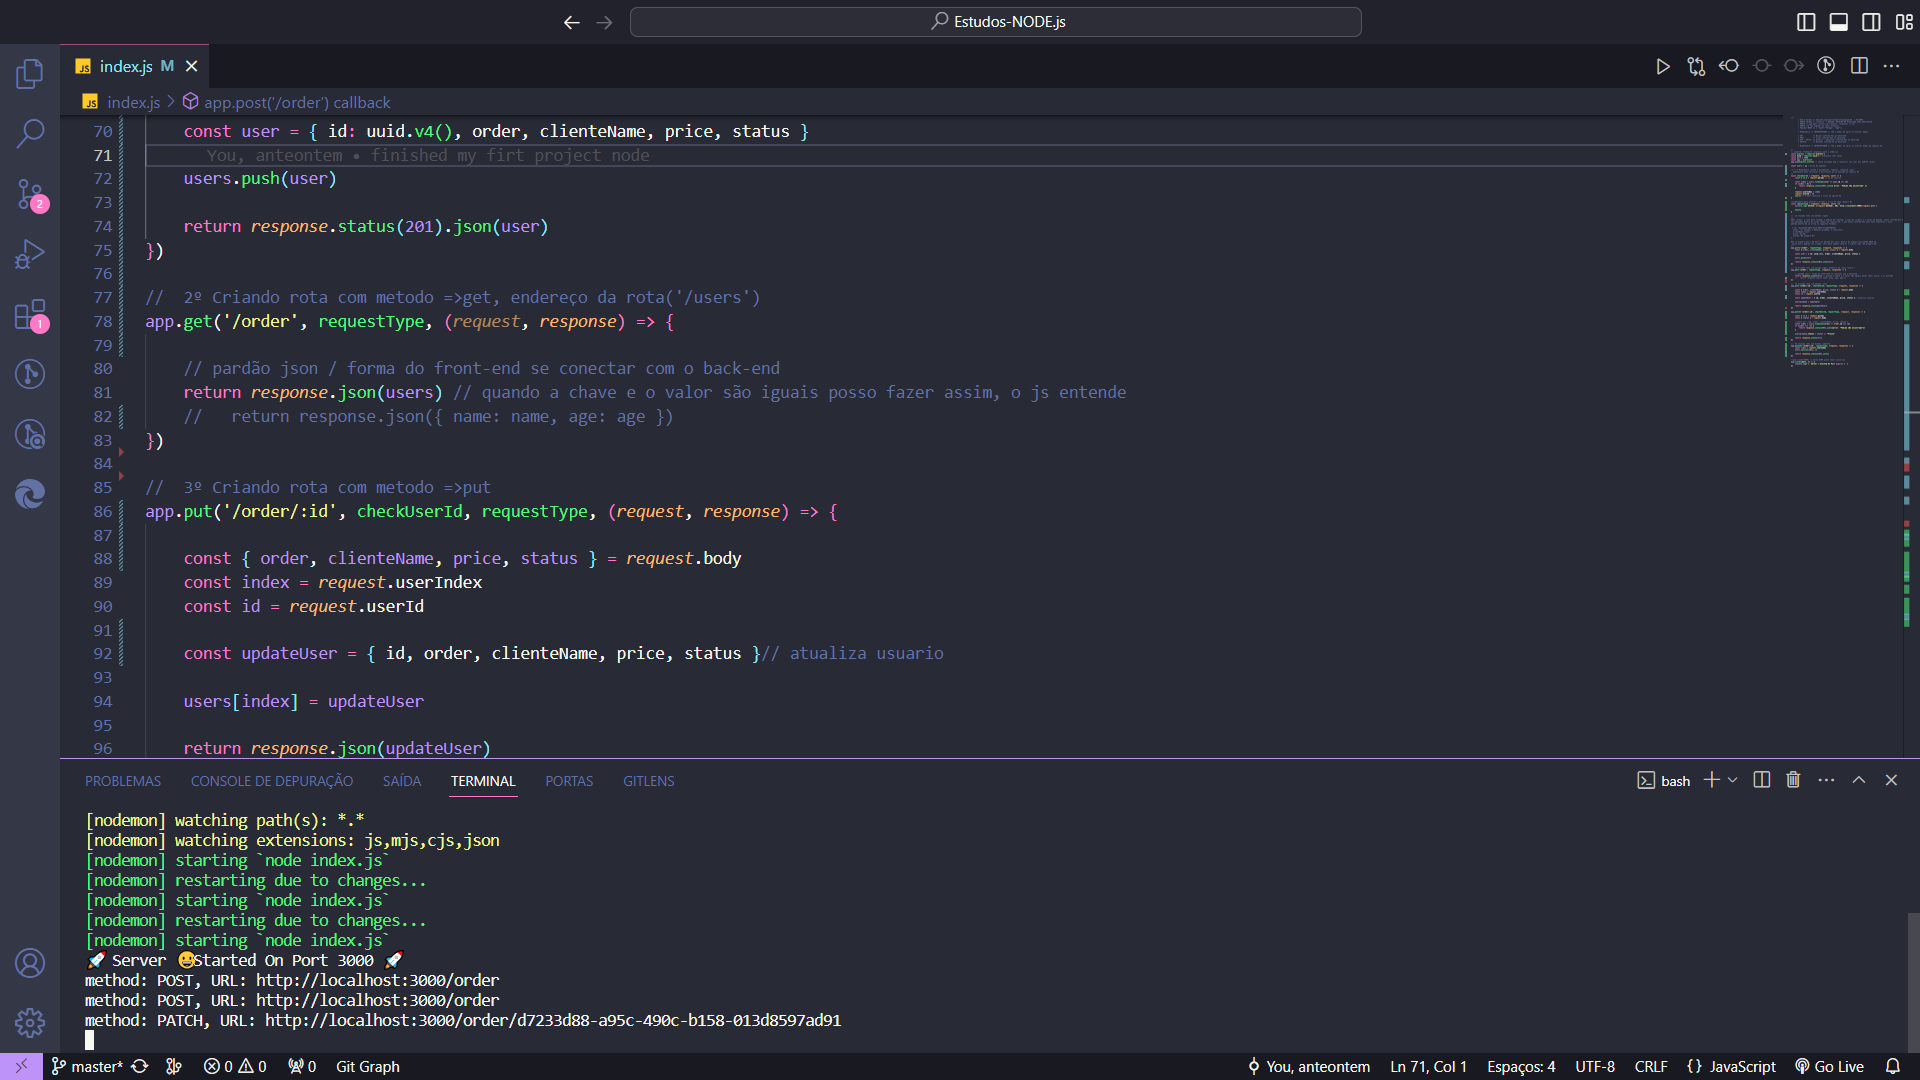 Estudos-NODE.js
JS index.js M
JS index.js > app.post('/order') callback
70 const user = { id: uuid.v4(), order, clienteName, price, status }
71 You, anteontem • finished my firt project node
72 users.push(user)
73
74 return response.status(201).json(user)
75 })
76
77 //  2º Criando rota com metodo =>get, endereço da rota('/users')
78 app.get('/order', requestType, (request, response) => {
79
80 // pardão json / forma do front-end se conectar com o back-end
81 return response.json(users) // quando a chave e o valor são iguais posso fazer assim, o js entende
82 //   return response.json({ name: name, age: age })
83 })
84
85 //  3º Criando rota com metodo =>put
86 app.put('/order/:id', checkUserId, requestType, (request, response) => {
87
88 const { order, clienteName, price, status } = request.body
89 const index = request.userIndex
90 const id = request.userId
91
92 const updateUser = { id, order, clienteName, price, status }// atualiza usuario
93
94 users[index] = updateUser
95
96 return response.json(updateUser)
2
1
PROBLEMAS CONSOLE DE DEPURAÇÃO SAÍDA TERMINAL PORTAS GITLENS bash
[nodemon] watching path(s): *.*
[nodemon] watching extensions: js,mjs,cjs,json
[nodemon] starting `node index.js`
[nodemon] restarting due to changes...
[nodemon] starting `node index.js`
[nodemon] restarting due to changes...
[nodemon] starting `node index.js`
🚀 Server 😀Started On Port 3000 🚀
method: POST, URL: http://localhost:3000/order
method: POST, URL: http://localhost:3000/order
method: PATCH, URL: http://localhost:3000/order/d7233d88-a95c-490c-b158-013d8597ad91
master* 0 0 0 Git Graph You, anteontem Ln 71, Col 1 Espaços: 4 UTF-8 CRLF {} JavaScript Go Live